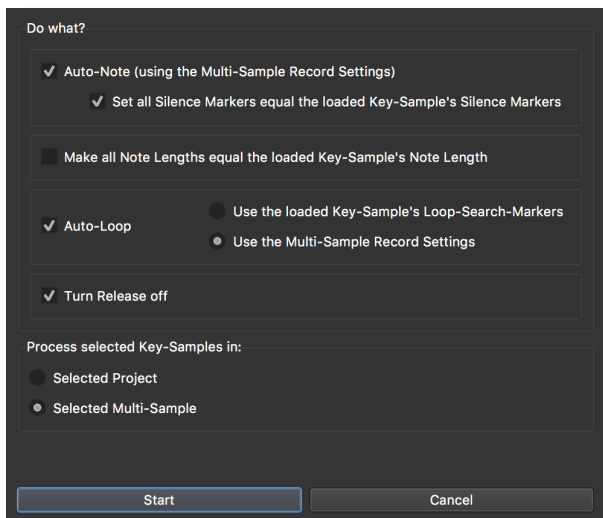 Do what?
Auto-Note (using the Multi-Sample Record Settings)
Set all Silence Markers equal the loaded Key-Sample's Silence Markers
Make all Note Lengths equal the loaded Key-Sample's Note Length
Auto-Loop
Use the loaded Key-Sample's Loop-Search-Markers
Use the Multi-Sample Record Settings
Turn Release off
Process selected Key-Samples in:
Selected Project
Selected Multi-Sample
Start Cancel